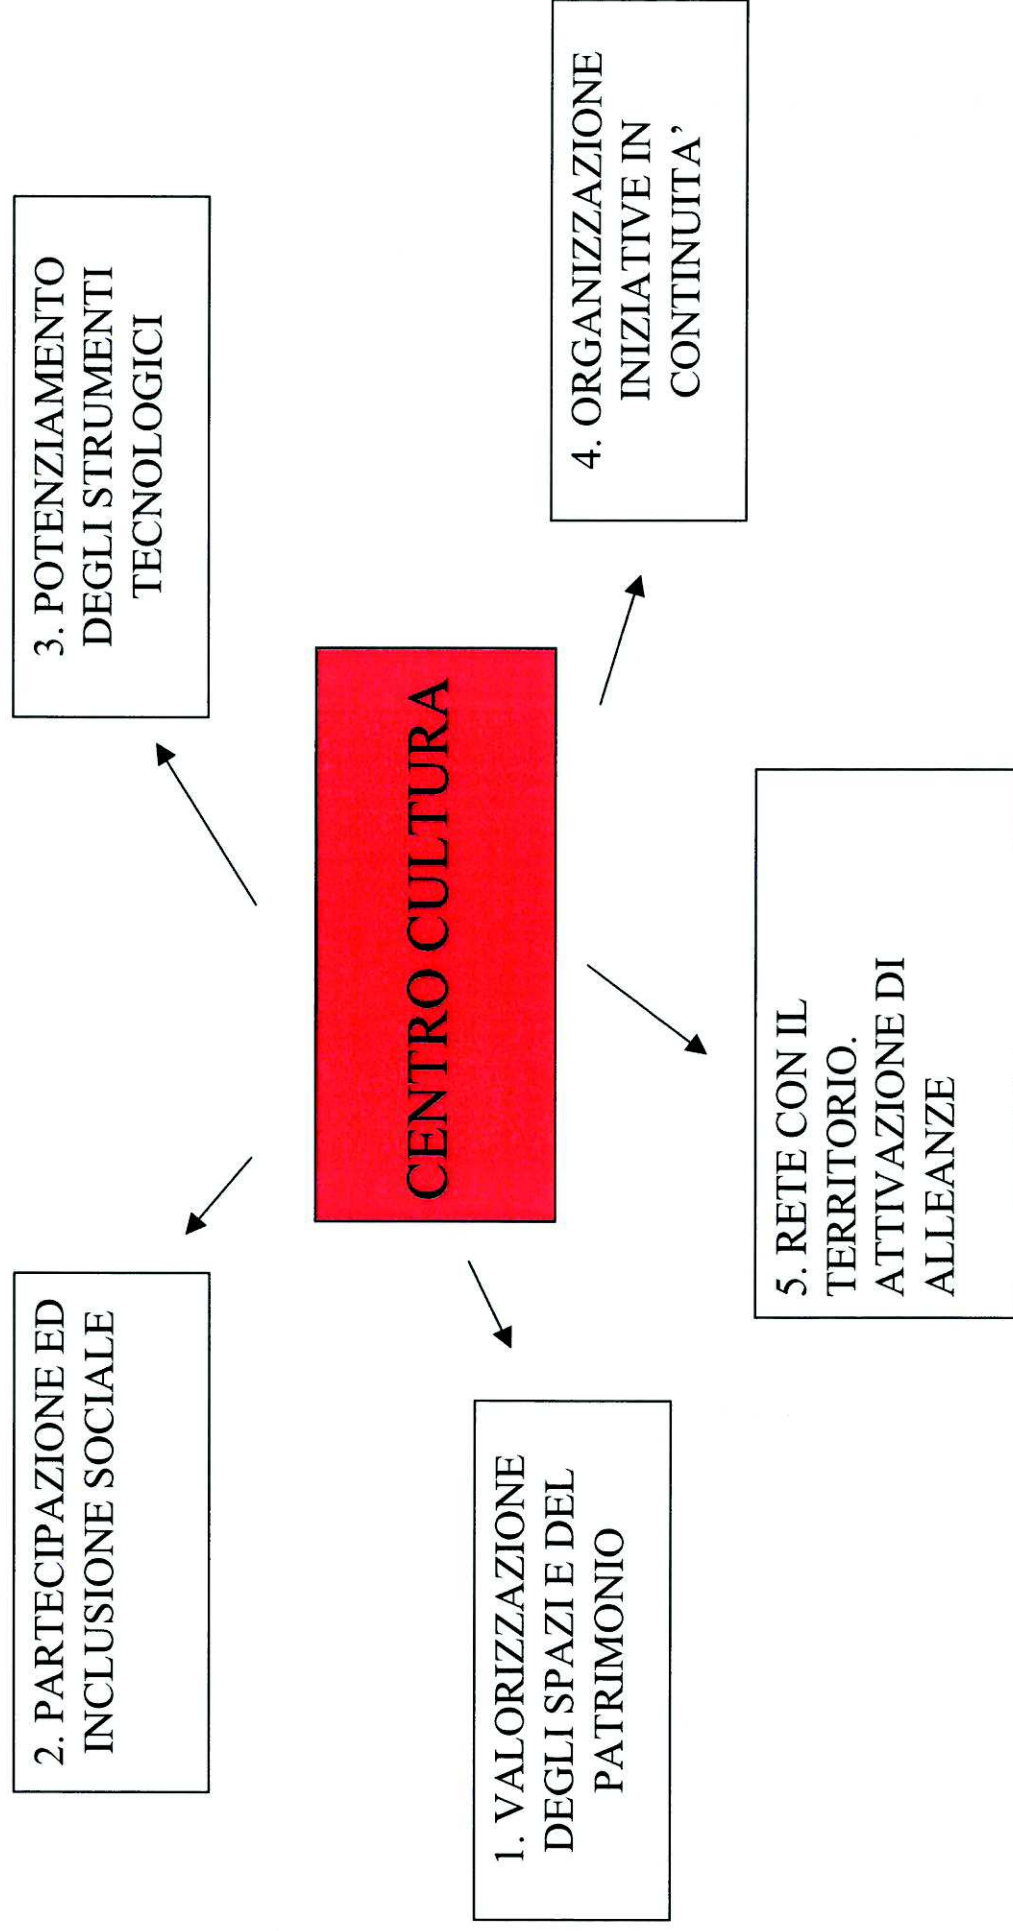 2. PARTECIPAZIONE ED
INCLUSIONE SOCIALE
3. POTENZIAMENTO
DEGLI STRUMENTI
TECNOLOGICI
CENTRO CULTURA
1. VALORIZZAZIONE
DEGLI SPAZI E DEL
PATRIMONIO
4. ORGANIZZAZIONE
INIZIATIVE IN
CONTINUITA'
5. RETE CON IL
TERRITORIO.
ATTIVAZIONE DI
ALLEANZE